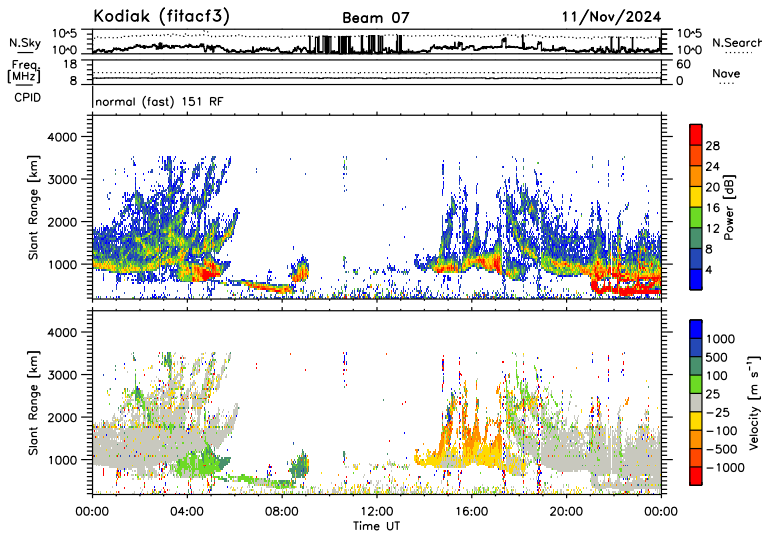 Kodiak (fitacf3) Beam 07 11/Nov/2024
N.Sky 10^5 10^0 10^5 10^0 N.Search
Freq. [MHz] 18 8 60 0 Nave
CPID normal (fast) 151 RF
Slant Range [km]
4000
3000
2000
1000
28
24
20
16
12
8
4
Power [dB]
Slant Range [km]
4000
3000
2000
1000
1000
500
100
25
-25
-100
-500
-1000
Velocity [m s⁻¹]
00:00 04:00 08:00 12:00 16:00 20:00 00:00
Time UT